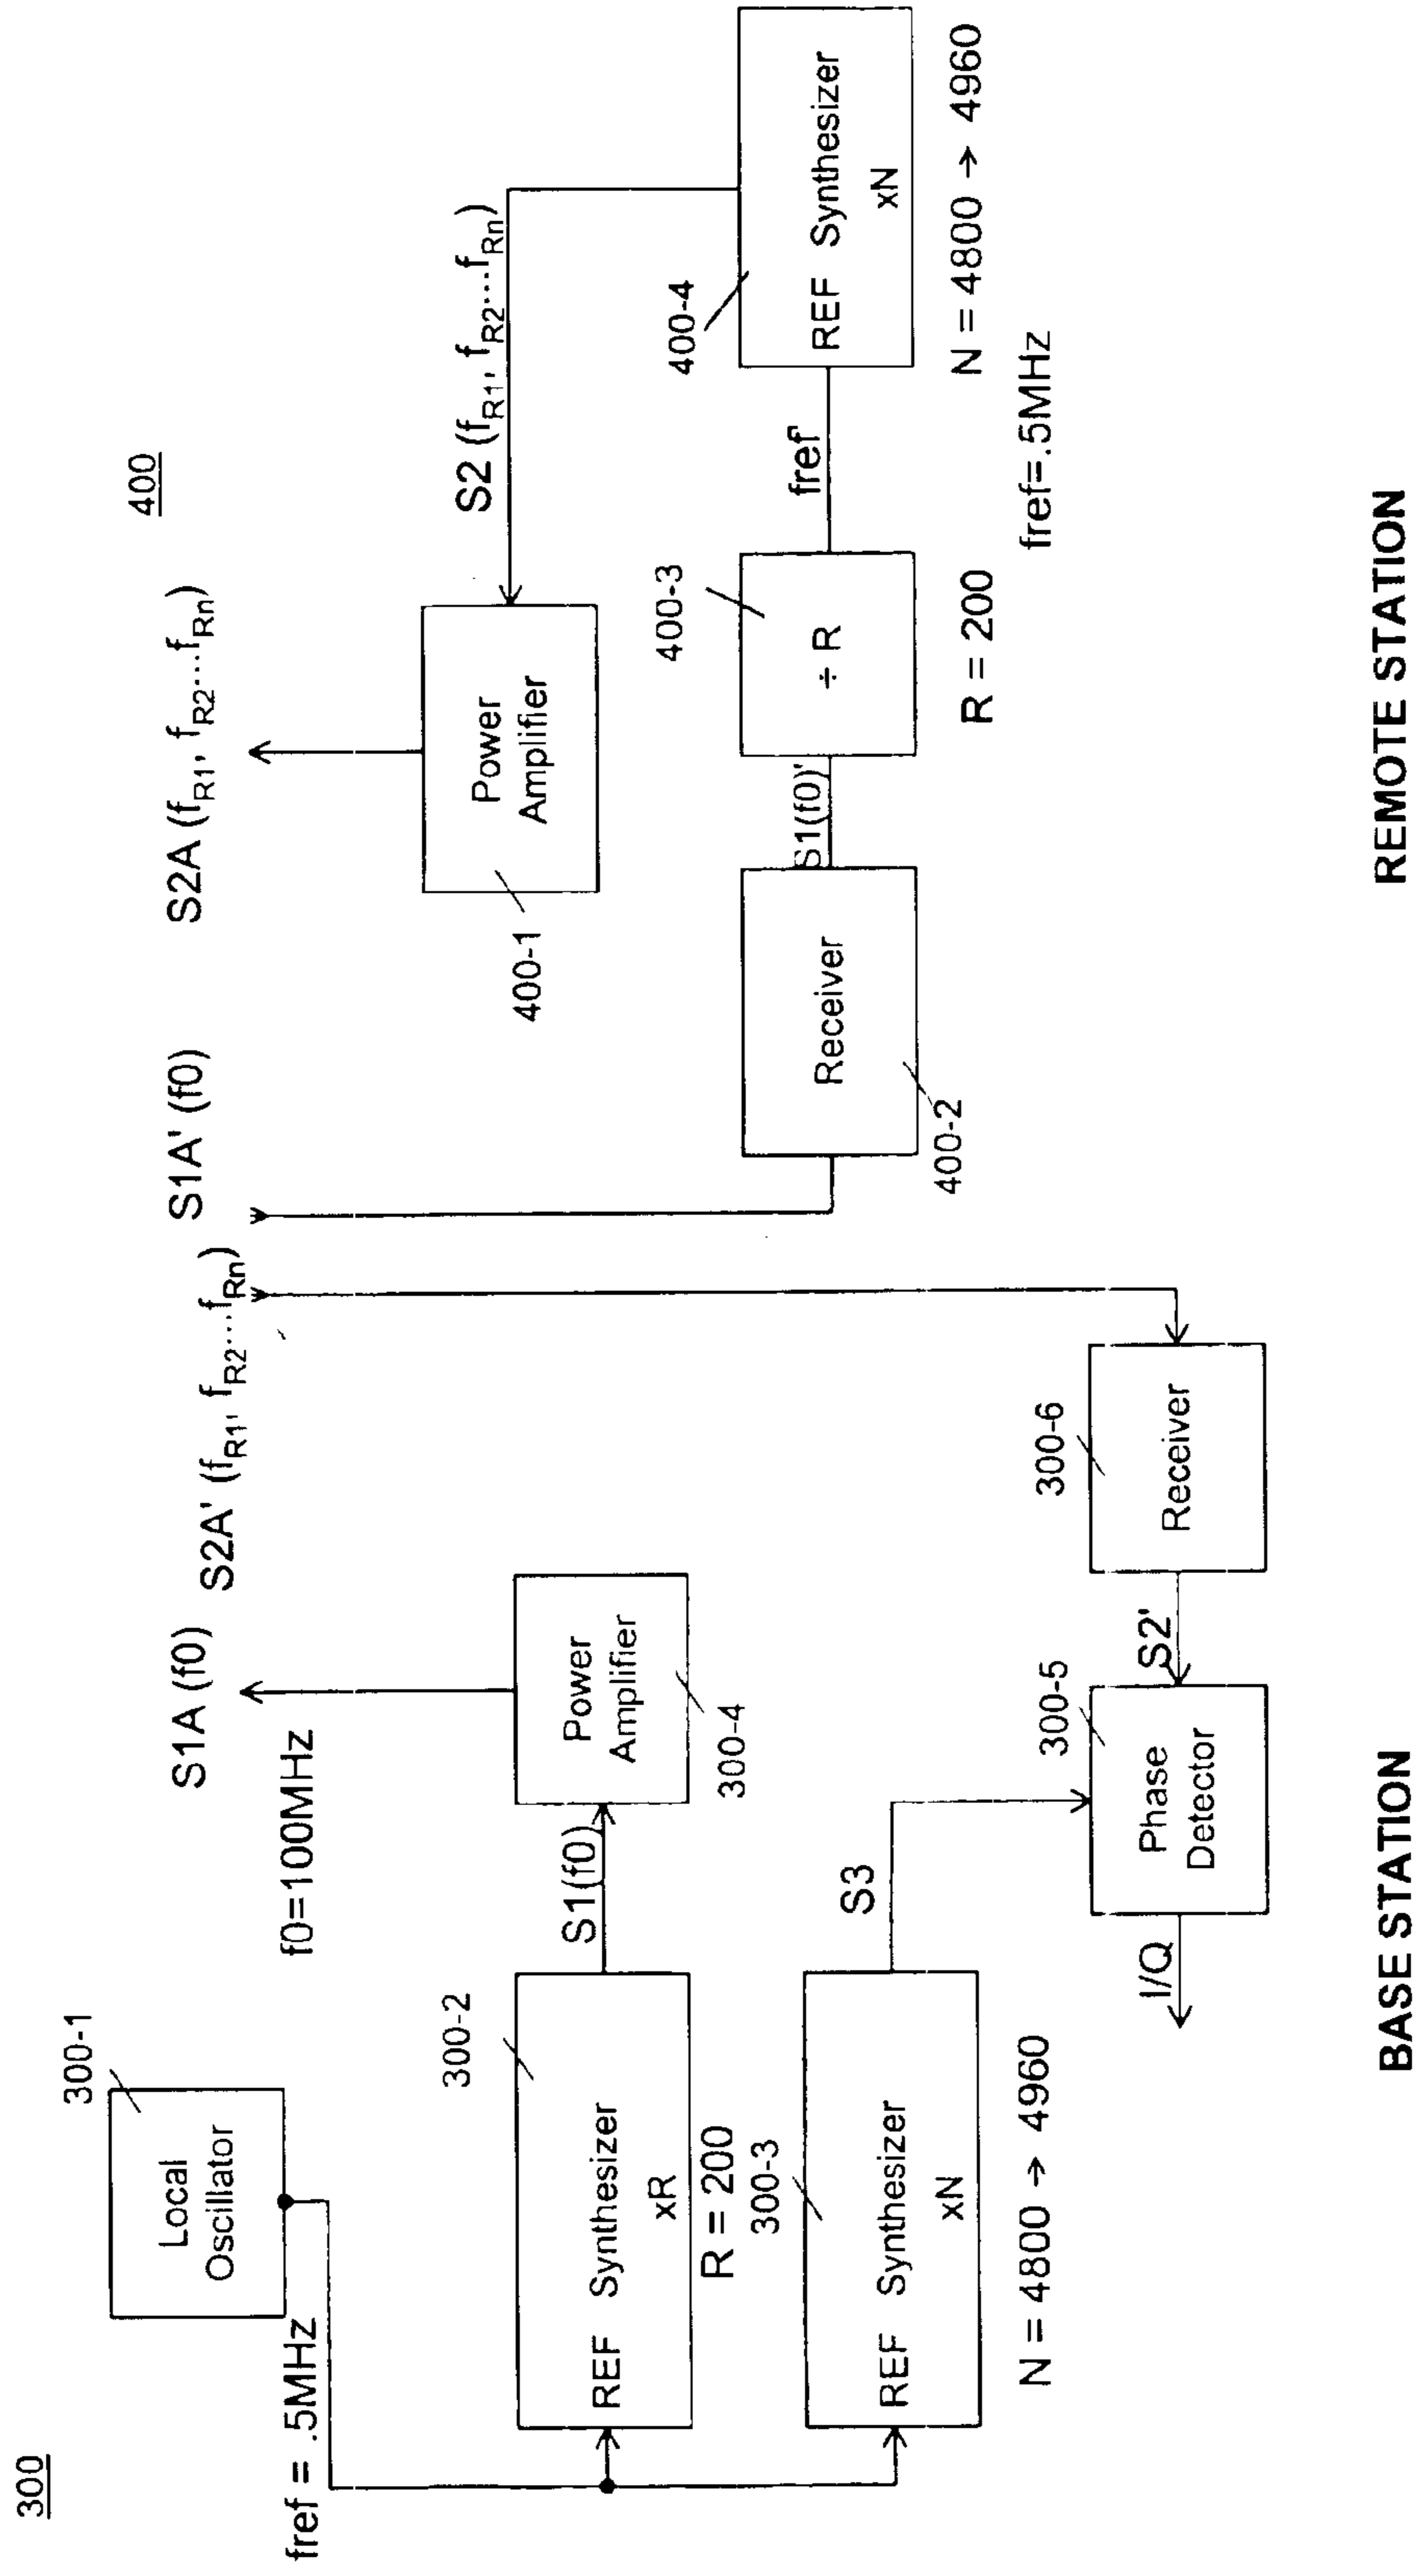 300
Local
Oscillator
300-1
fref = .5MHz
REF Synthesizer
xR
300-2
R = 200
S1(f0)
Power
Amplifier
300-4
f0=100MHz
S1A (f0)
REF Synthesizer
xN
300-3
N = 4800 → 4960
S3
Phase
Detector
300-5
I/Q
S2'
Receiver
300-6
S2A' (fR1, fR2...fRn)
BASE STATION
400
S1A' (f0)
Receiver
400-2
S1(f0)'
÷ R
400-3
R = 200
fref
fref=.5MHz
REF Synthesizer
xN
400-4
N = 4800 → 4960
S2 (fR1, fR2...fRn)
Power
Amplifier
400-1
S2A (fR1, fR2...fRn)
REMOTE STATION